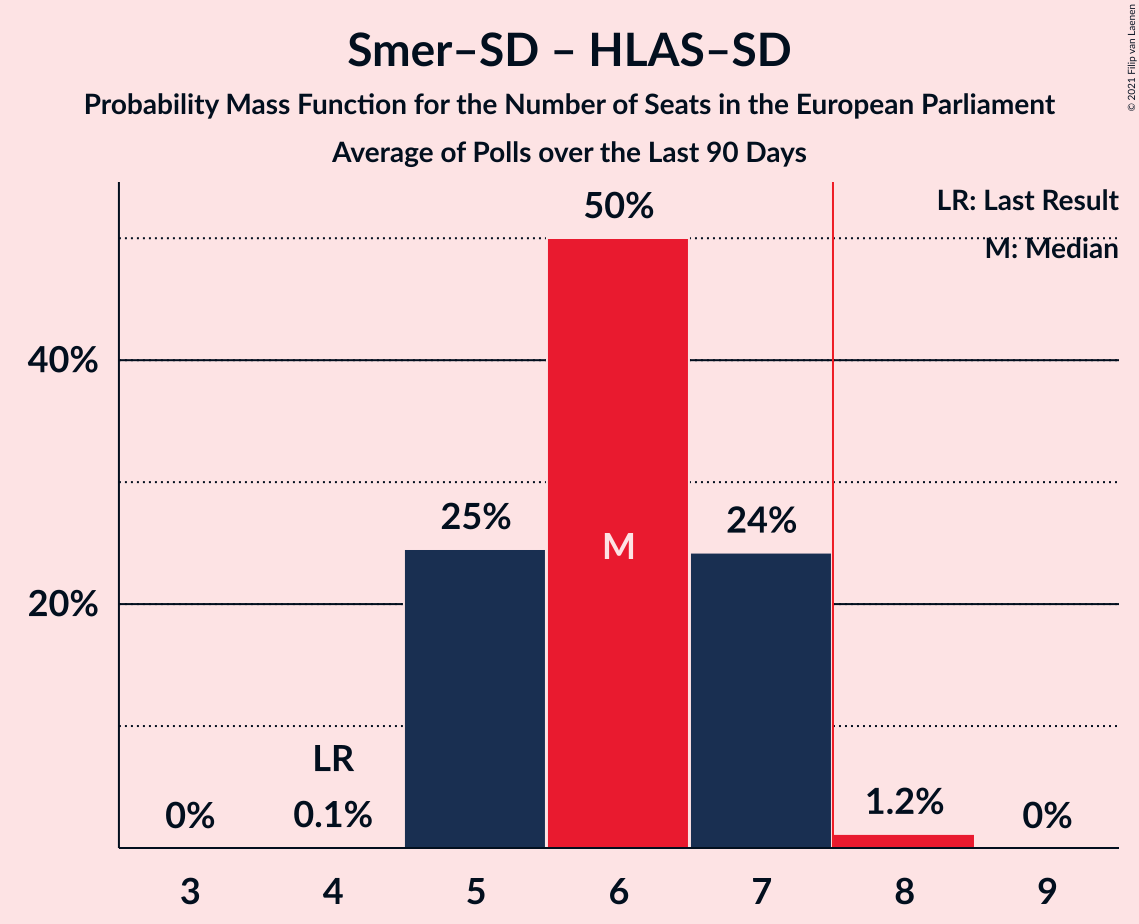 Smer–SD – HLAS–SD
Probability Mass Function for the Number of Seats in the European Parliament
Average of Polls over the Last 90 Days
© 2021 Filip van Laenen
LR: Last Result
M: Median
50%
40%
25%
24%
M
20%
LR
0%
0.1%
1.2%
0%
3 4 5 6 7 8 9